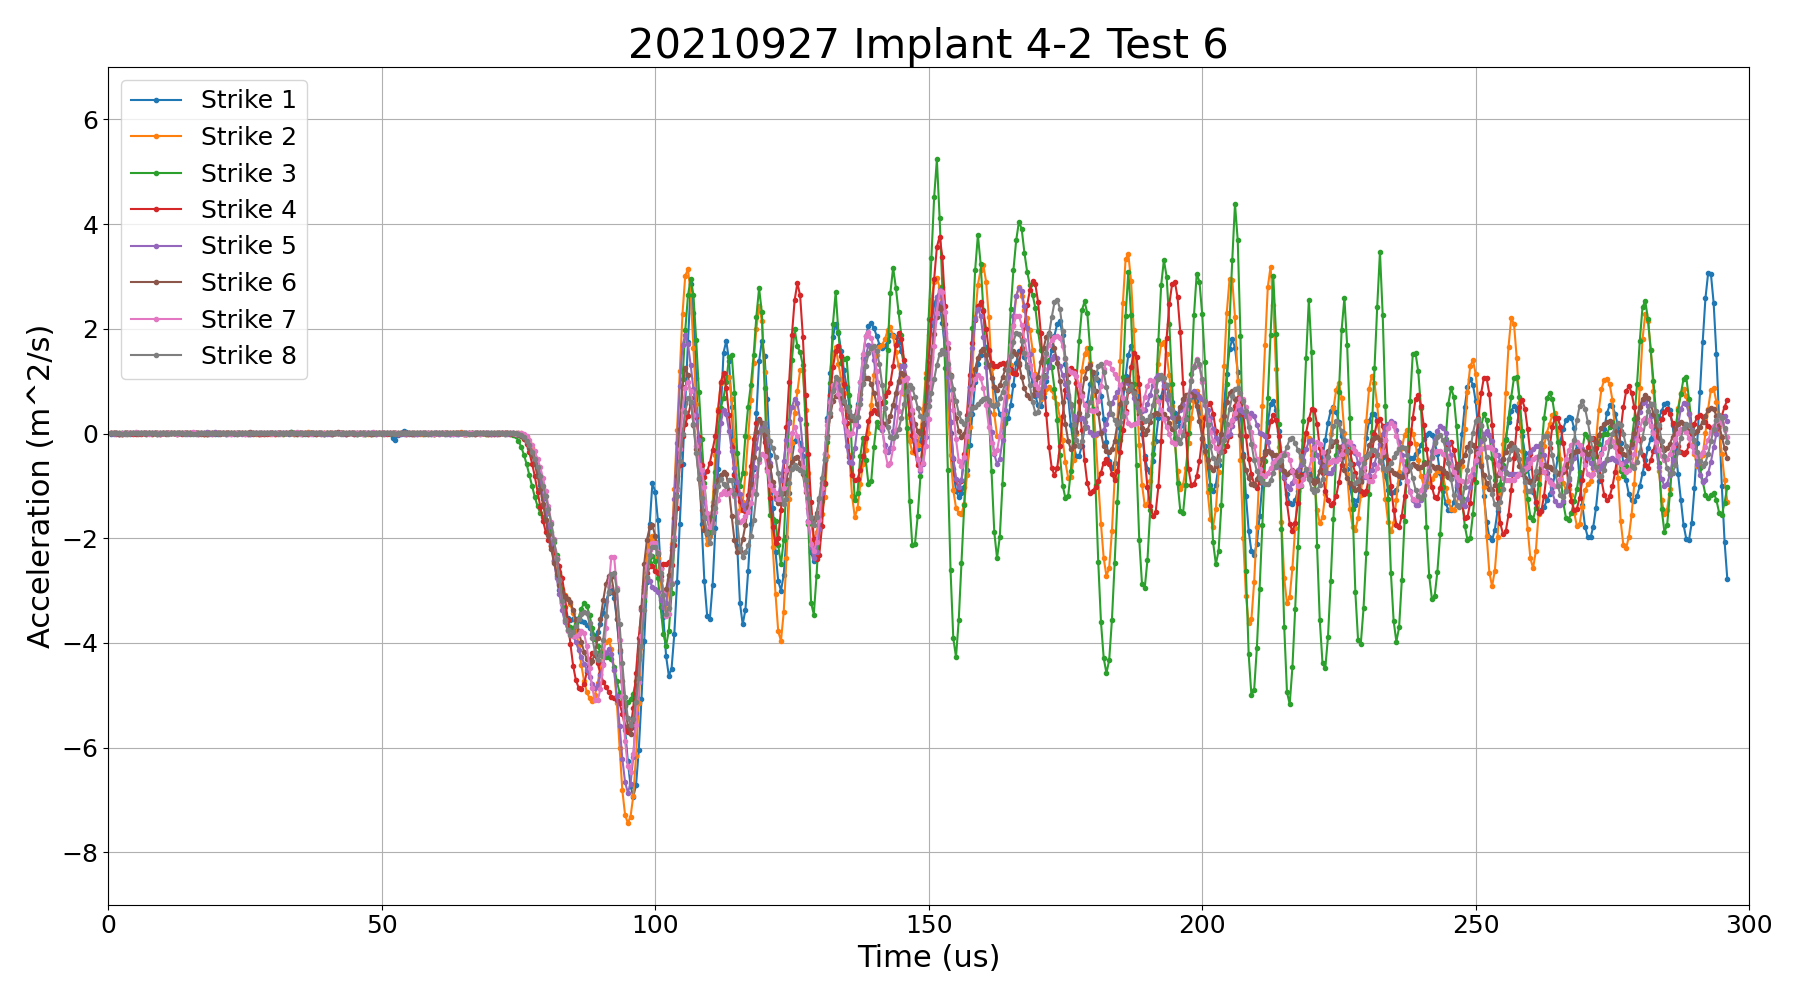 20210927 Implant 4-2 Test 6
Strike 1
Strike 2
Strike 3
Strike 4
Strike 5
Strike 6
Strike 7
Strike 8
Acceleration (m^2/s)
6
4
2
0
−2
−4
−6
−8
0 50 100 150 200 250 300
Time (us)